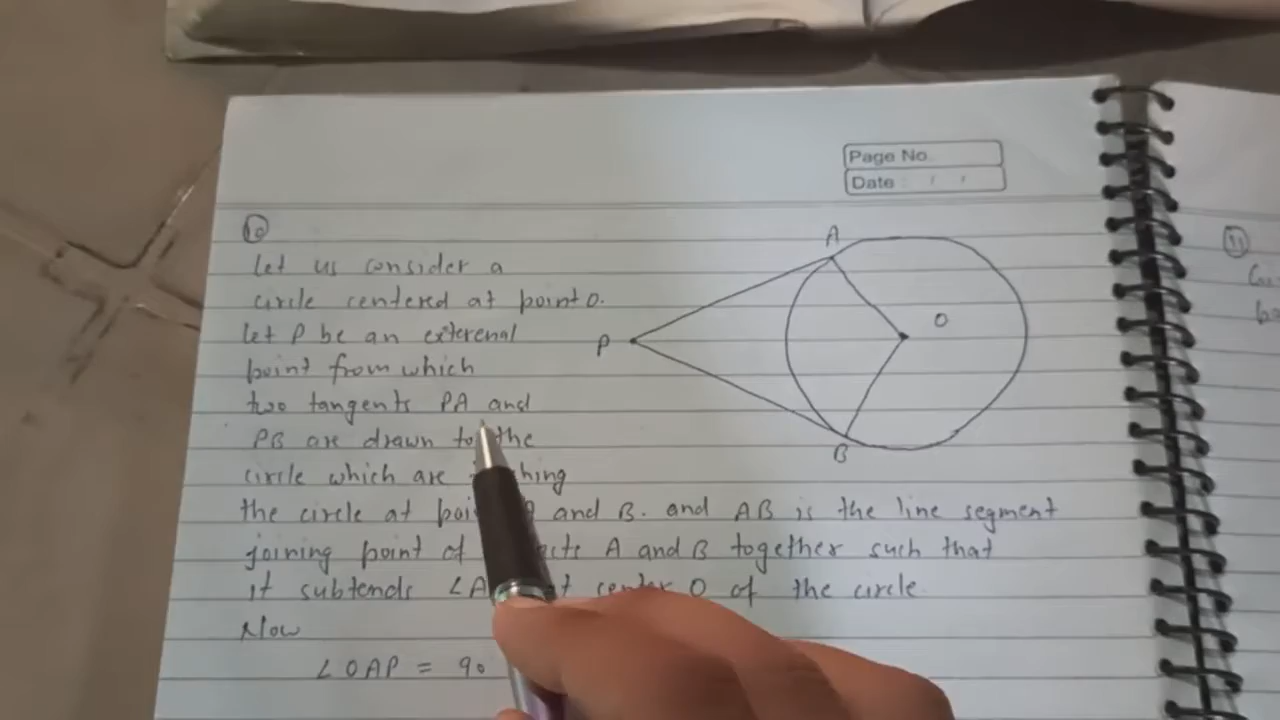 Page No.
Date : / /
10
let us consider a
circle centered at point O.
let P be an exterenal
point from which
two tangents PA and
PB are drawn to the
circle which are
the circle at A and B. and AB is the line segment
joining point of A and B together such that
it subtends center O of the circle.
Now
∠OAP = 90
A
O
P
B
11